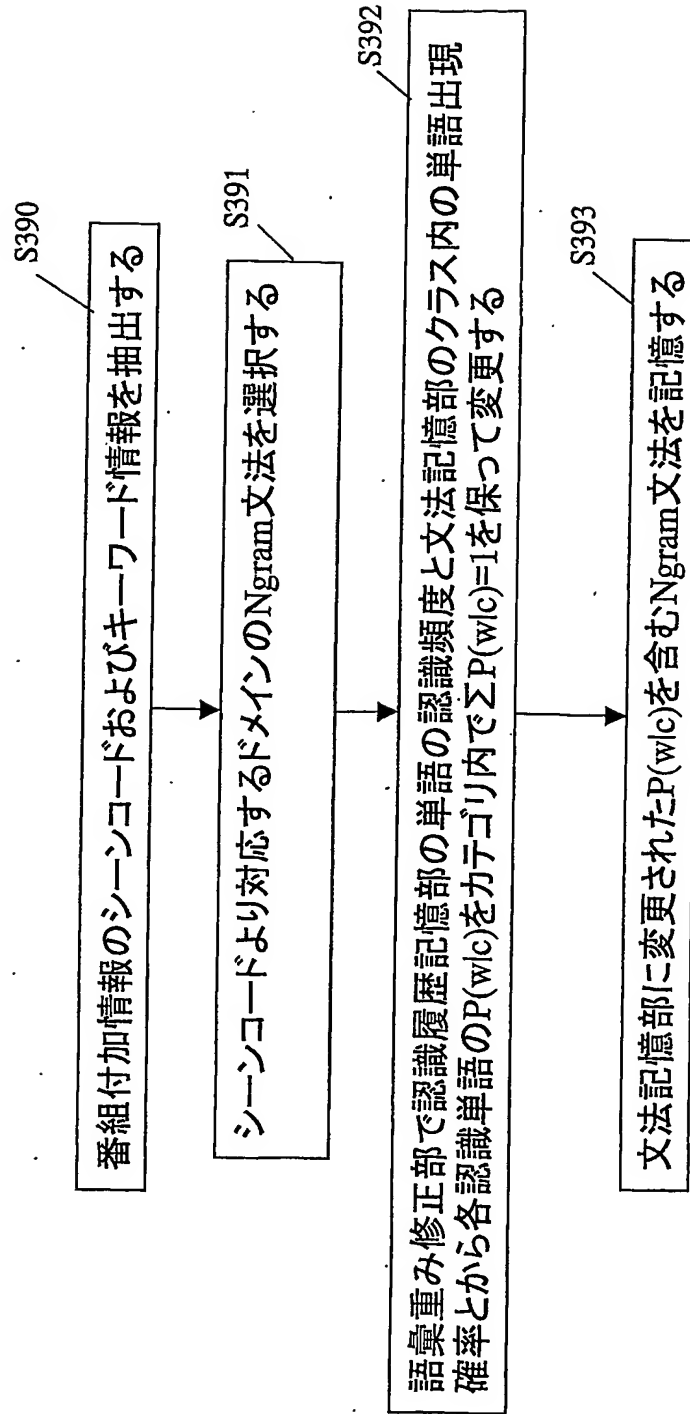 S390
番組付加情報のシーンコードおよびキーワード情報を抽出する
S391
シーンコードより対応するドメインのNgram文法を選択する
S392
語彙重み修正部で認識履歴記憶部の単語の認識頻度と文法記憶部のクラス内の単語出現
確率とから各認識単語のP(w|c)をカテゴリ内でΣP(w|c)=1を保って変更する
S393
文法記憶部に変更されたP(w|c)を含むNgram文法を記憶する